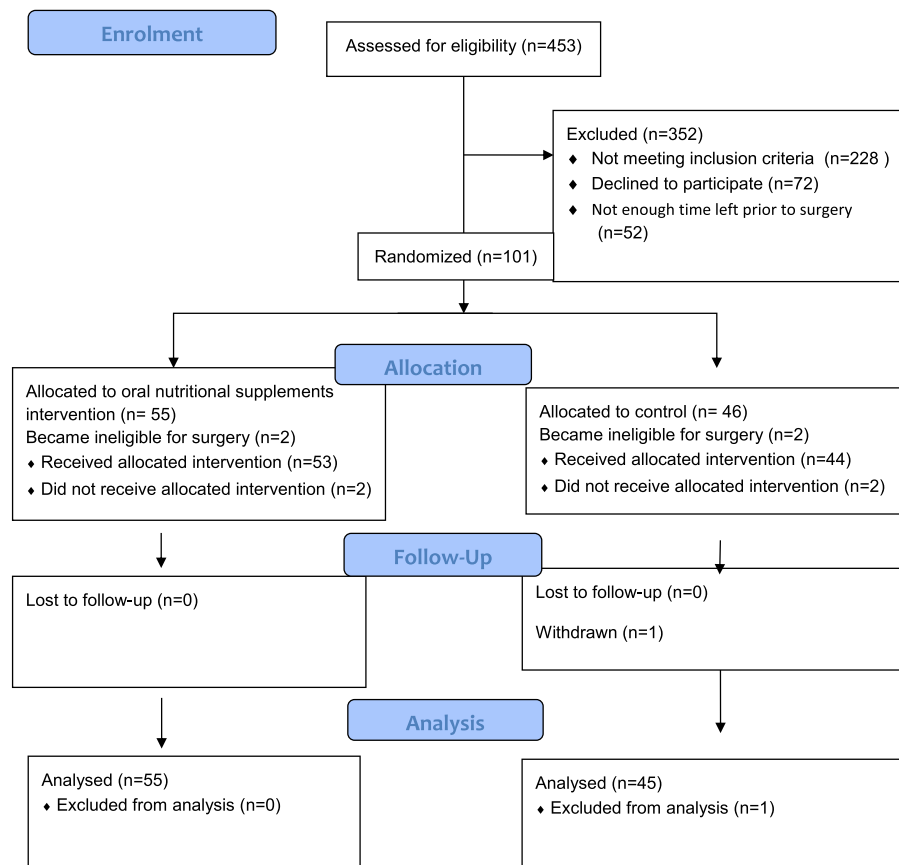 Enrolment
Assessed for eligibility (n=453)
Excluded (n=352)
♦ Not meeting inclusion criteria (n=228 )
♦ Declined to participate (n=72)
♦ Not enough time left prior to surgery
(n=52)
Randomized (n=101)
Allocation
Allocated to oral nutritional supplements
intervention (n= 55)
Became ineligible for surgery (n=2)
♦ Received allocated intervention (n=53)
♦ Did not receive allocated intervention (n=2)
Allocated to control (n= 46)
Became ineligible for surgery (n=2)
♦ Received allocated intervention (n=44)
♦ Did not receive allocated intervention (n=2)
Follow-Up
Lost to follow-up (n=0)
Lost to follow-up (n=0)
Withdrawn (n=1)
Analysis
Analysed (n=55)
♦ Excluded from analysis (n=0)
Analysed (n=45)
♦ Excluded from analysis (n=1)